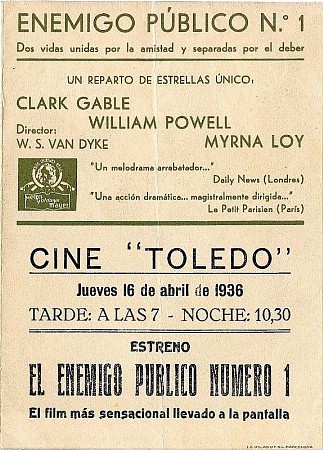 ENEMIGO PÚBLICO N.º 1
Dos vidas unidas por la amistad y separadas por el deber
UN REPARTO DE ESTRELLAS ÚNICO:
CLARK GABLE
WILLIAM POWELL
MYRNA LOY
Director:
W. S. VAN DYKE
Metro
Goldwyn
Mayer
"Un melodrama arrebatador..."
Daily News (Londres)
"Una acción dramática... magistralmente dirigida..."
Le Petit Parisien (París)
CINE "TOLEDO"
Jueves 16 de abril de 1936
TARDE: A LAS 7 - NOCHE: 10,30
ESTRENO
EL ENEMIGO PUBLICO NUMERO 1
El film más sensacional llevado a la pantalla